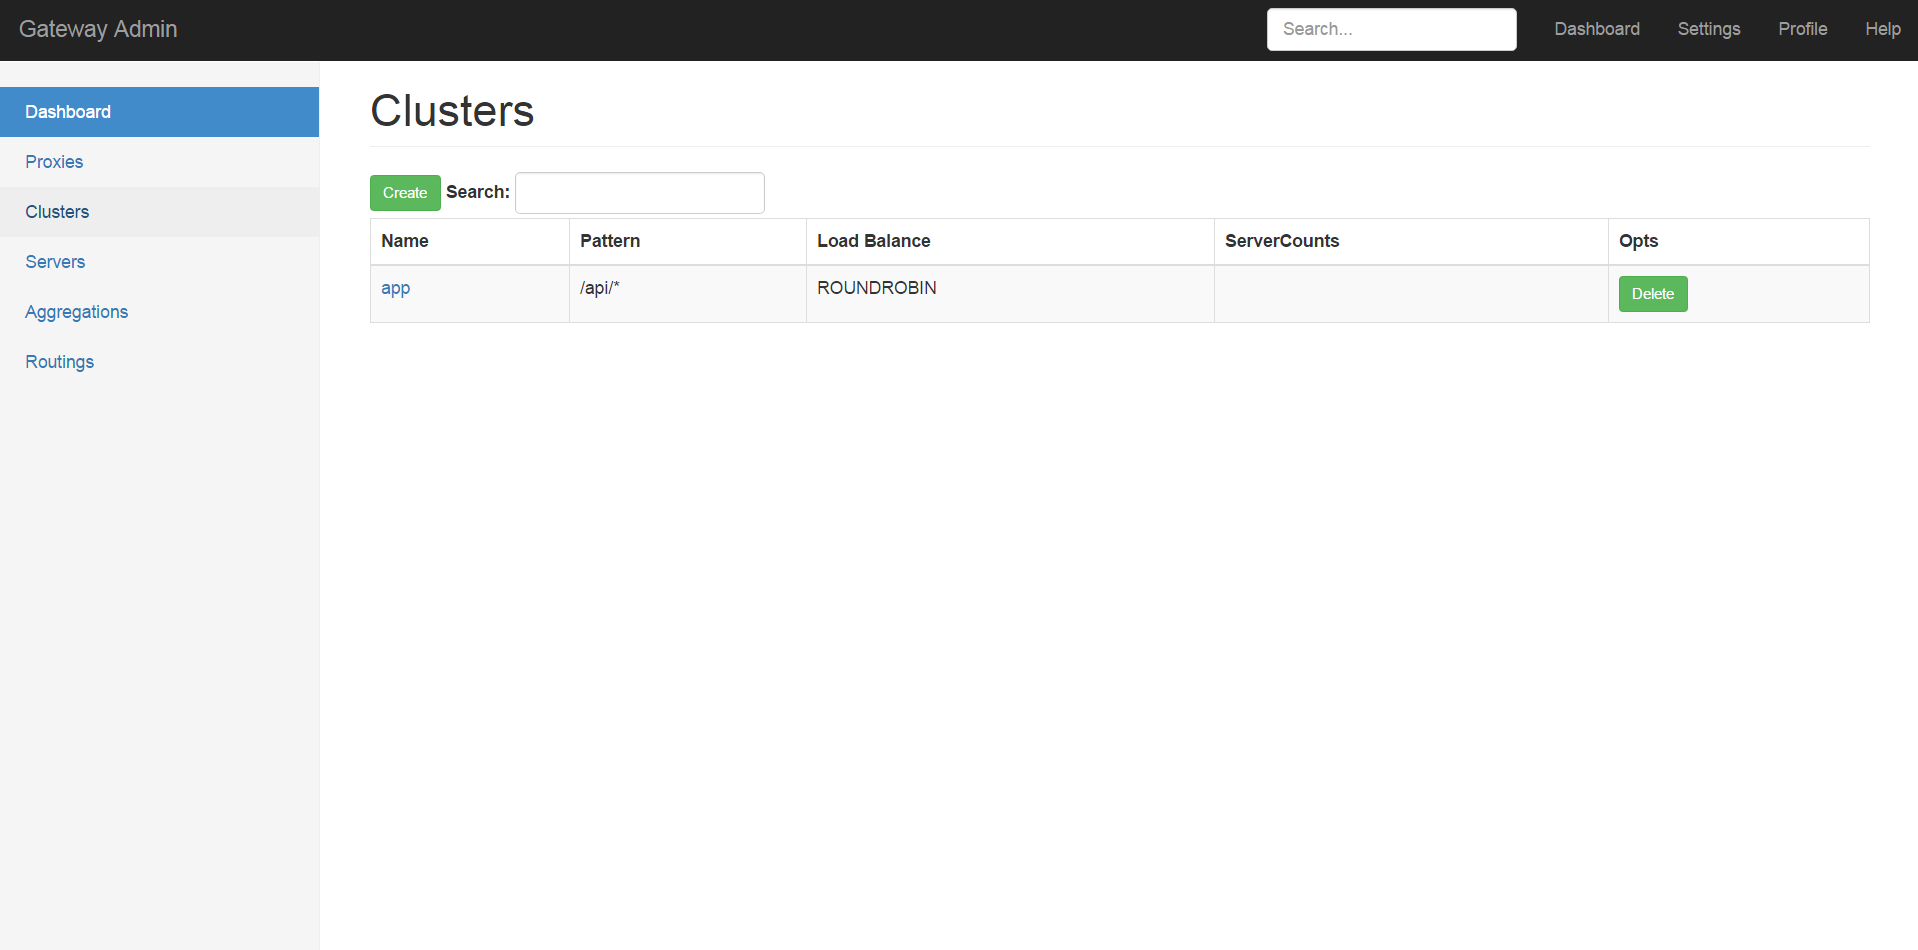 Gateway Admin Search... Dashboard Settings Profile Help
Dashboard
Proxies
Clusters
Servers
Aggregations
Routings
Clusters
Create Search:
Name Pattern Load Balance ServerCounts Opts
app /api/* ROUNDROBIN Delete